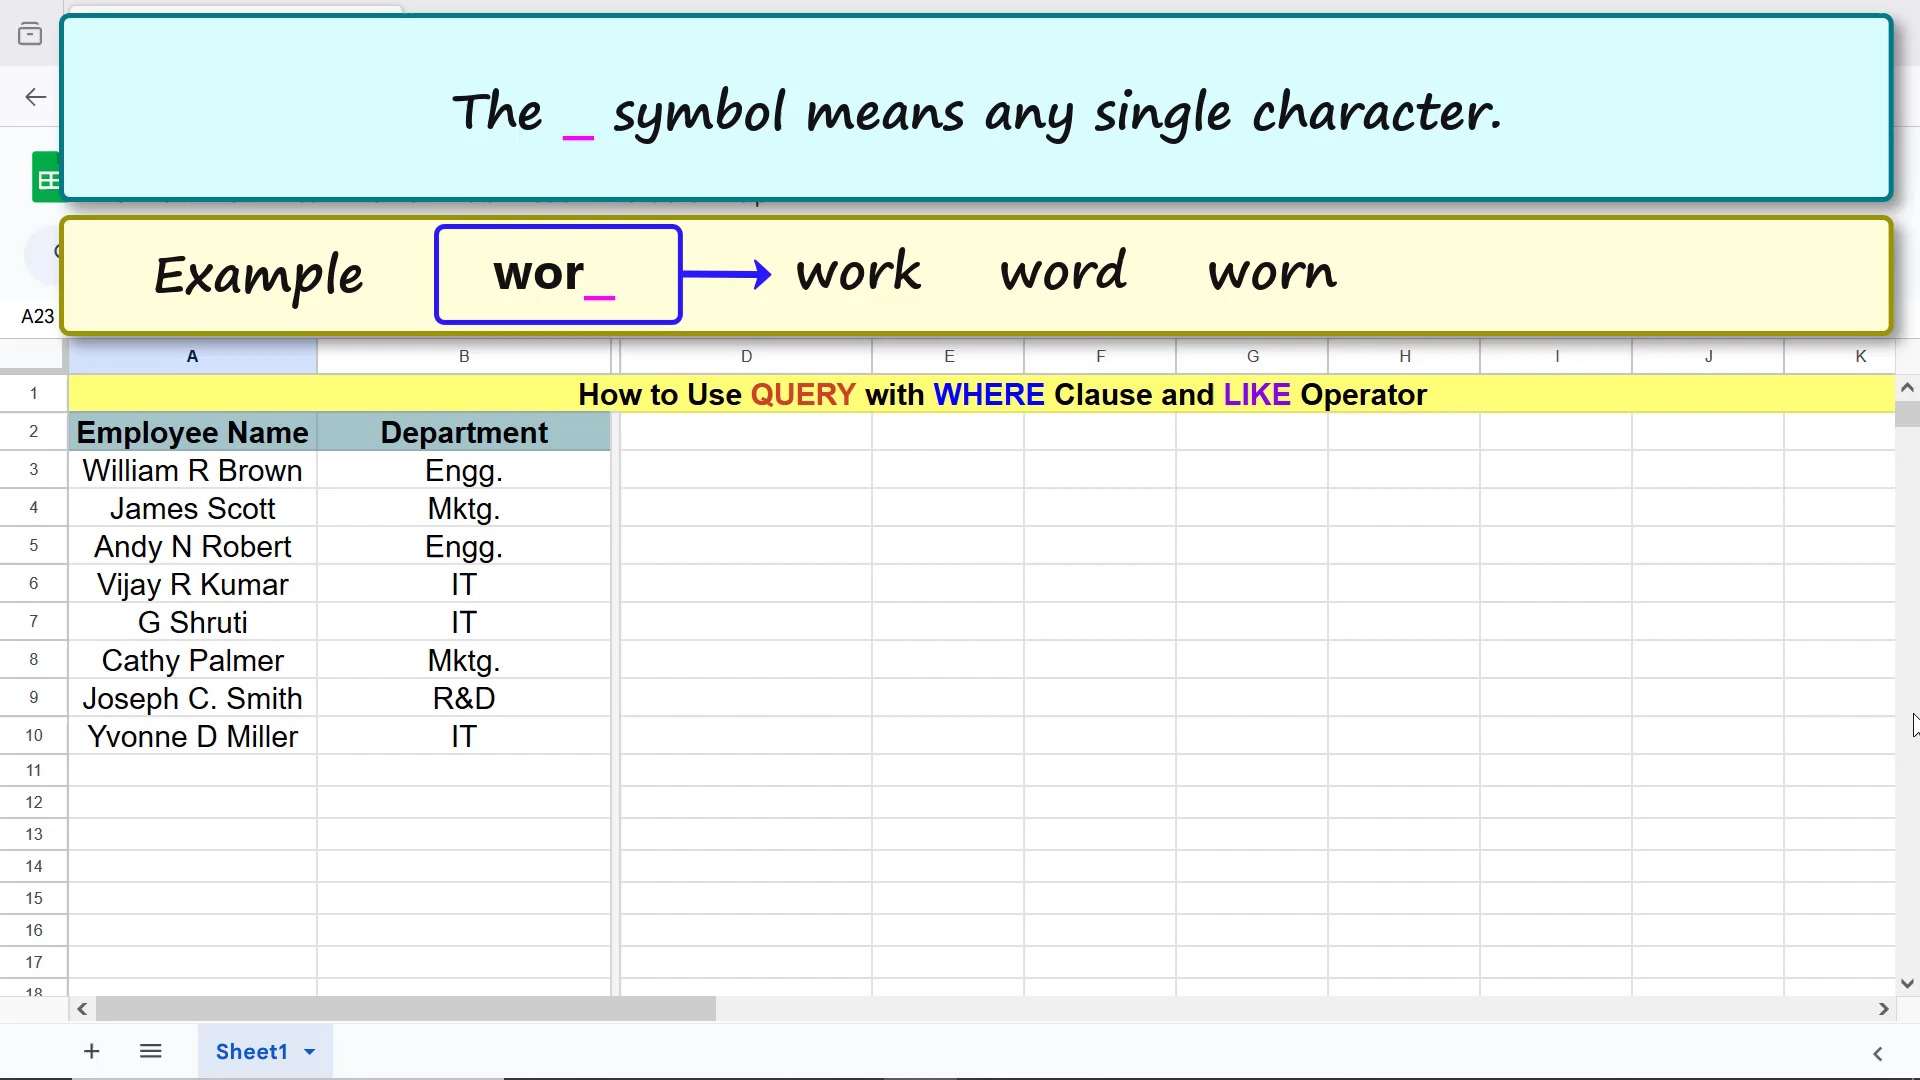 The _ symbol means any single character.
Example wor_ work word worn
A23
A B D E F G H I J K
1 How to Use QUERY with WHERE Clause and LIKE Operator
2 Employee Name Department
3 William R Brown Engg.
4 James Scott Mktg.
5 Andy N Robert Engg.
6 Vijay R Kumar IT
7 G Shruti IT
8 Cathy Palmer Mktg.
9 Joseph C. Smith R&D
10 Yvonne D Miller IT
11
12
13
14
15
16
17
18
Sheet1